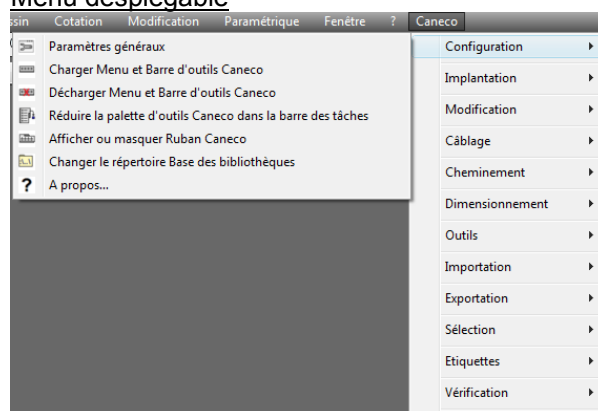 Menu desplegable
Cotation Modification Paramétrique Fenêtre ? Caneco
Paramètres généraux
Charger Menu et Barre d'outils Caneco
Décharger Menu et Barre d'outils Caneco
Réduire la palette d'outils Caneco dans la barre des tâches
Afficher ou masquer Ruban Caneco
Changer le répertoire Base des bibliothèques
? A propos...
Configuration
Implantation
Modification
Câblage
Cheminement
Dimensionnement
Outils
Importation
Exportation
Sélection
Etiquettes
Vérification